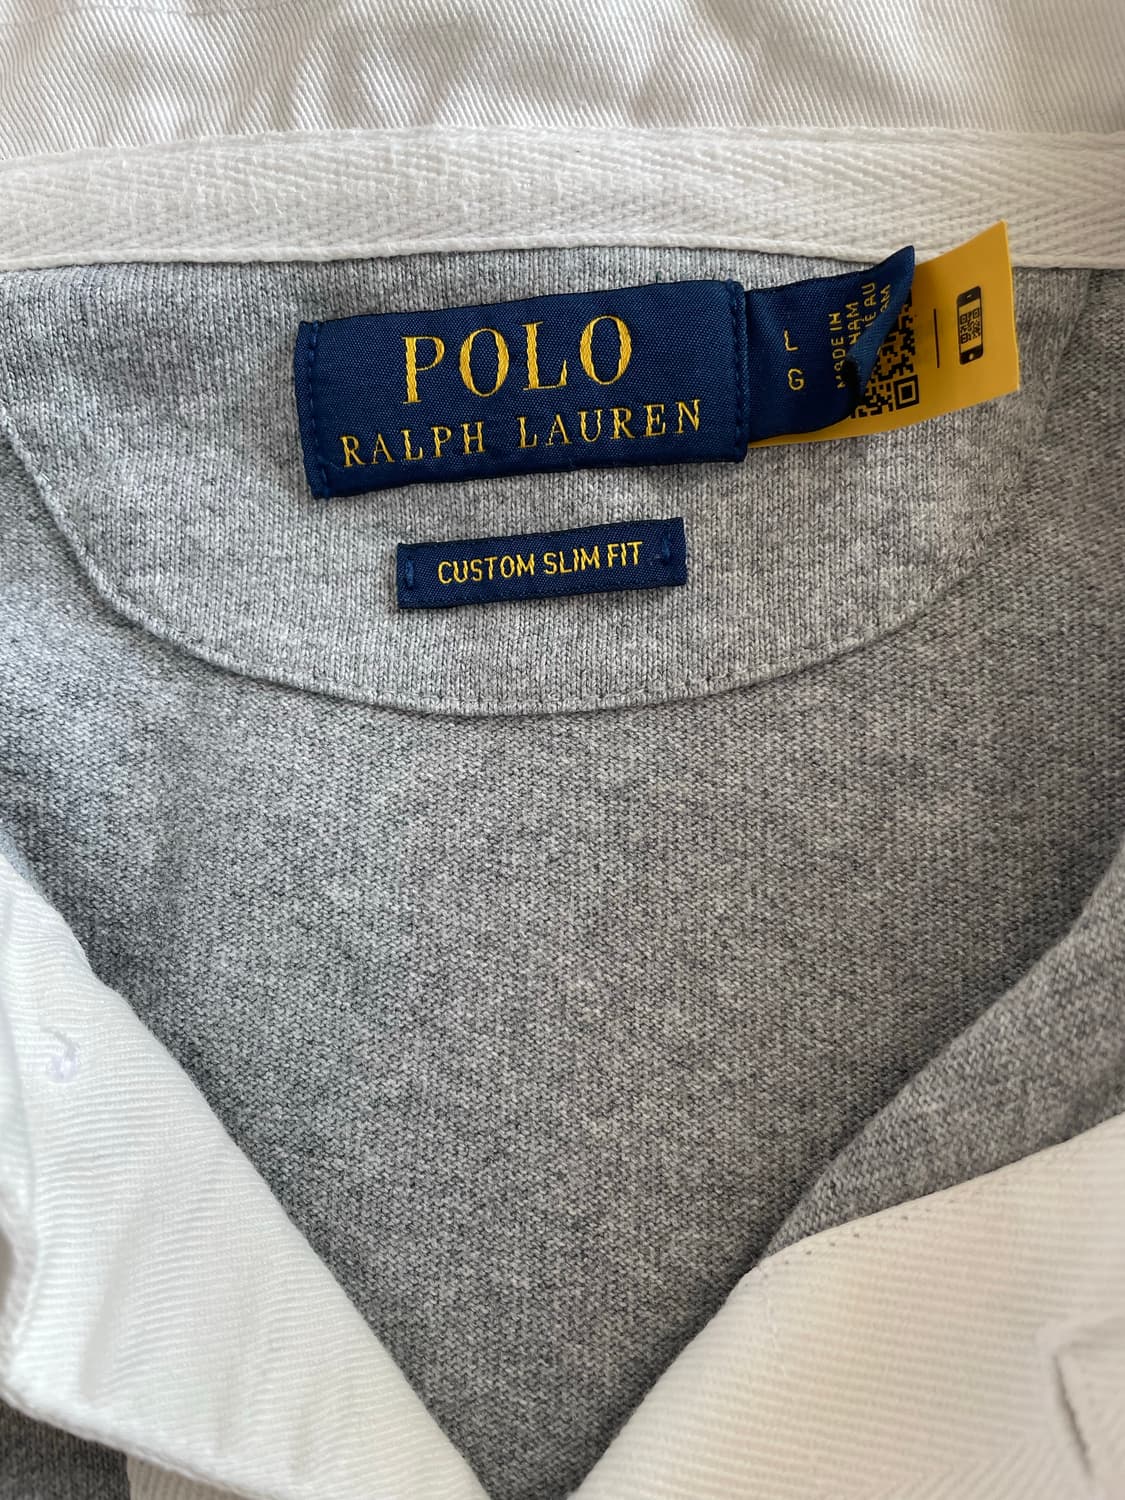 POLO
RALPH LAUREN
L
G
MADE IN
CUSTOM SLIM FIT